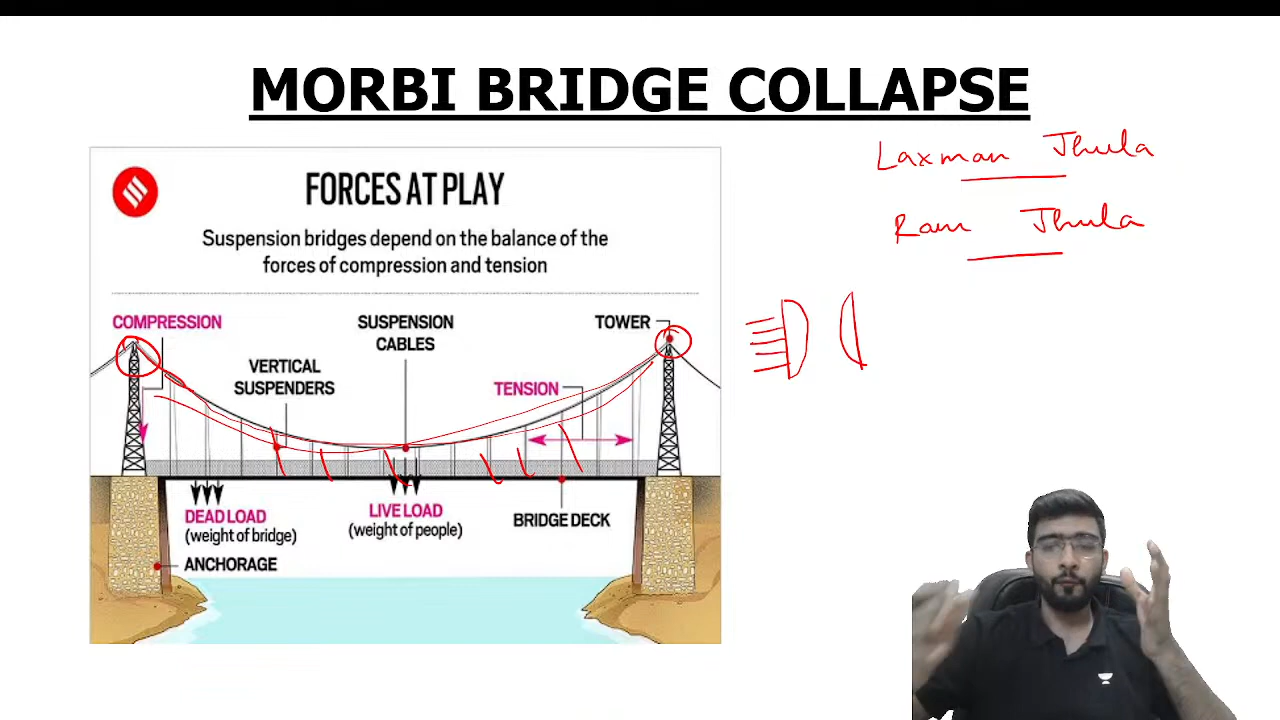 MORBI BRIDGE COLLAPSE
Laxman Jhula
Ram Jhula
FORCES AT PLAY
Suspension bridges depend on the balance of the
forces of compression and tension
COMPRESSION
SUSPENSION
CABLES
TOWER
VERTICAL
SUSPENDERS
TENSION
DEAD LOAD
(weight of bridge)
LIVE LOAD
(weight of people)
BRIDGE DECK
ANCHORAGE